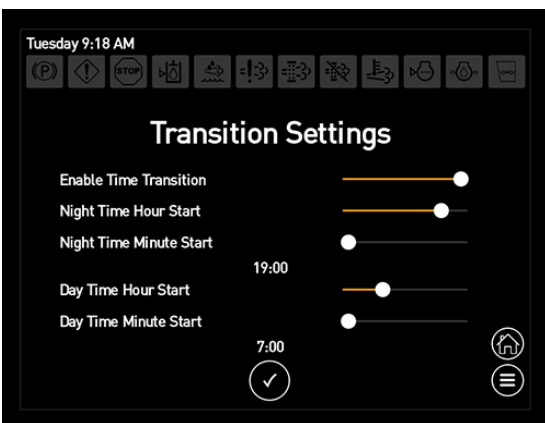 Tuesday 9:18 AM
(P) STOP
Transition Settings
Enable Time Transition
Night Time Hour Start
Night Time Minute Start
19:00
Day Time Hour Start
Day Time Minute Start
7:00